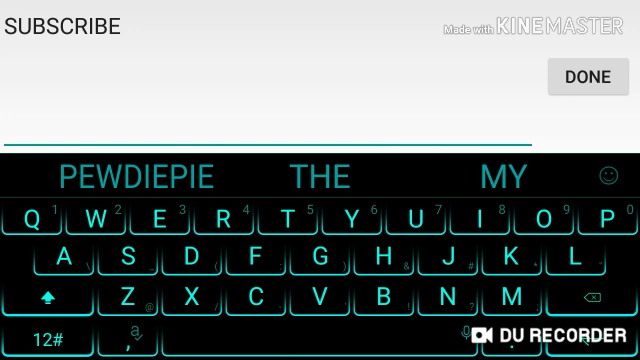 SUBSCRIBE
Made with KINEMASTER
DONE
PEWDIEPIE THE MY
Q 1 W 2 E 3 R 4 T 5 Y 6 U 7 I 8 O 9 P 0
A S D F G H J K L
Z X C V B N M
12# , a . DU RECORDER